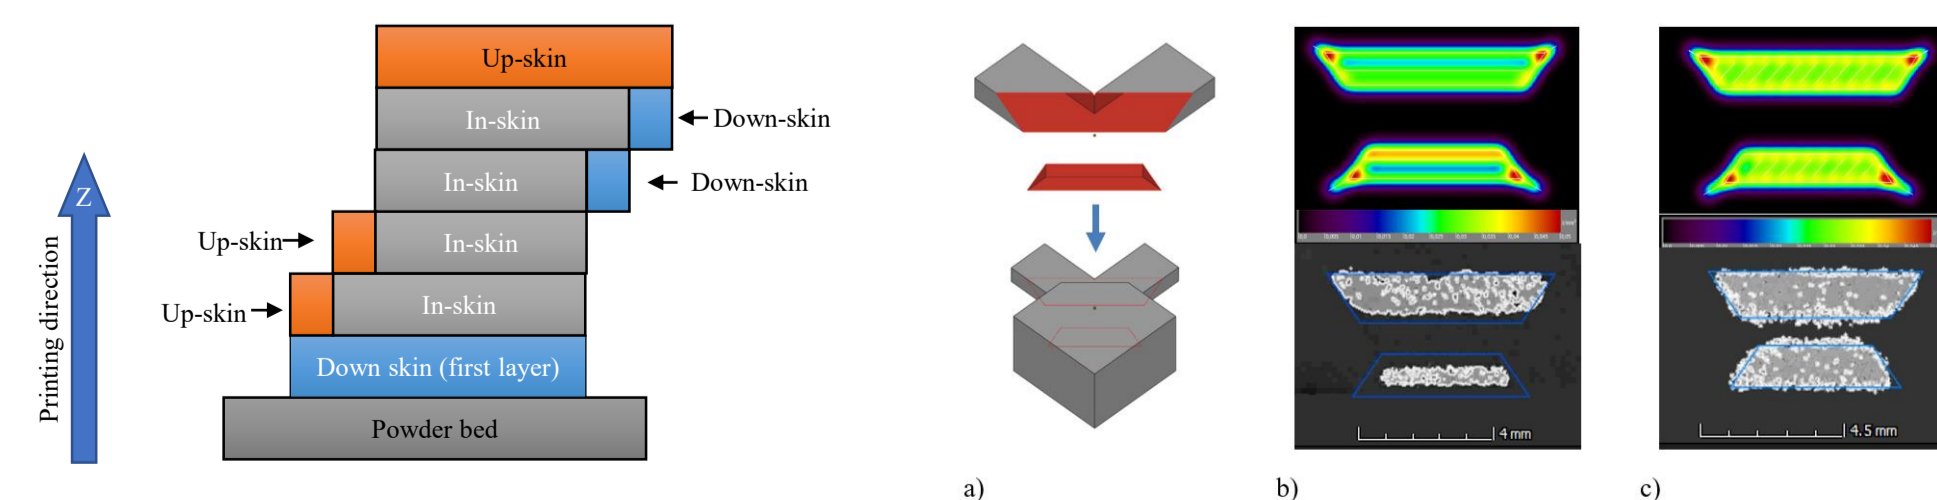 Up-skin
In-skin
Down-skin
In-skin
Down-skin
Z
Up-skin
In-skin
Up-skin
In-skin
Printing direction
Down skin (first layer)
Powder bed
4 mm
4.5 mm
a)
b)
c)